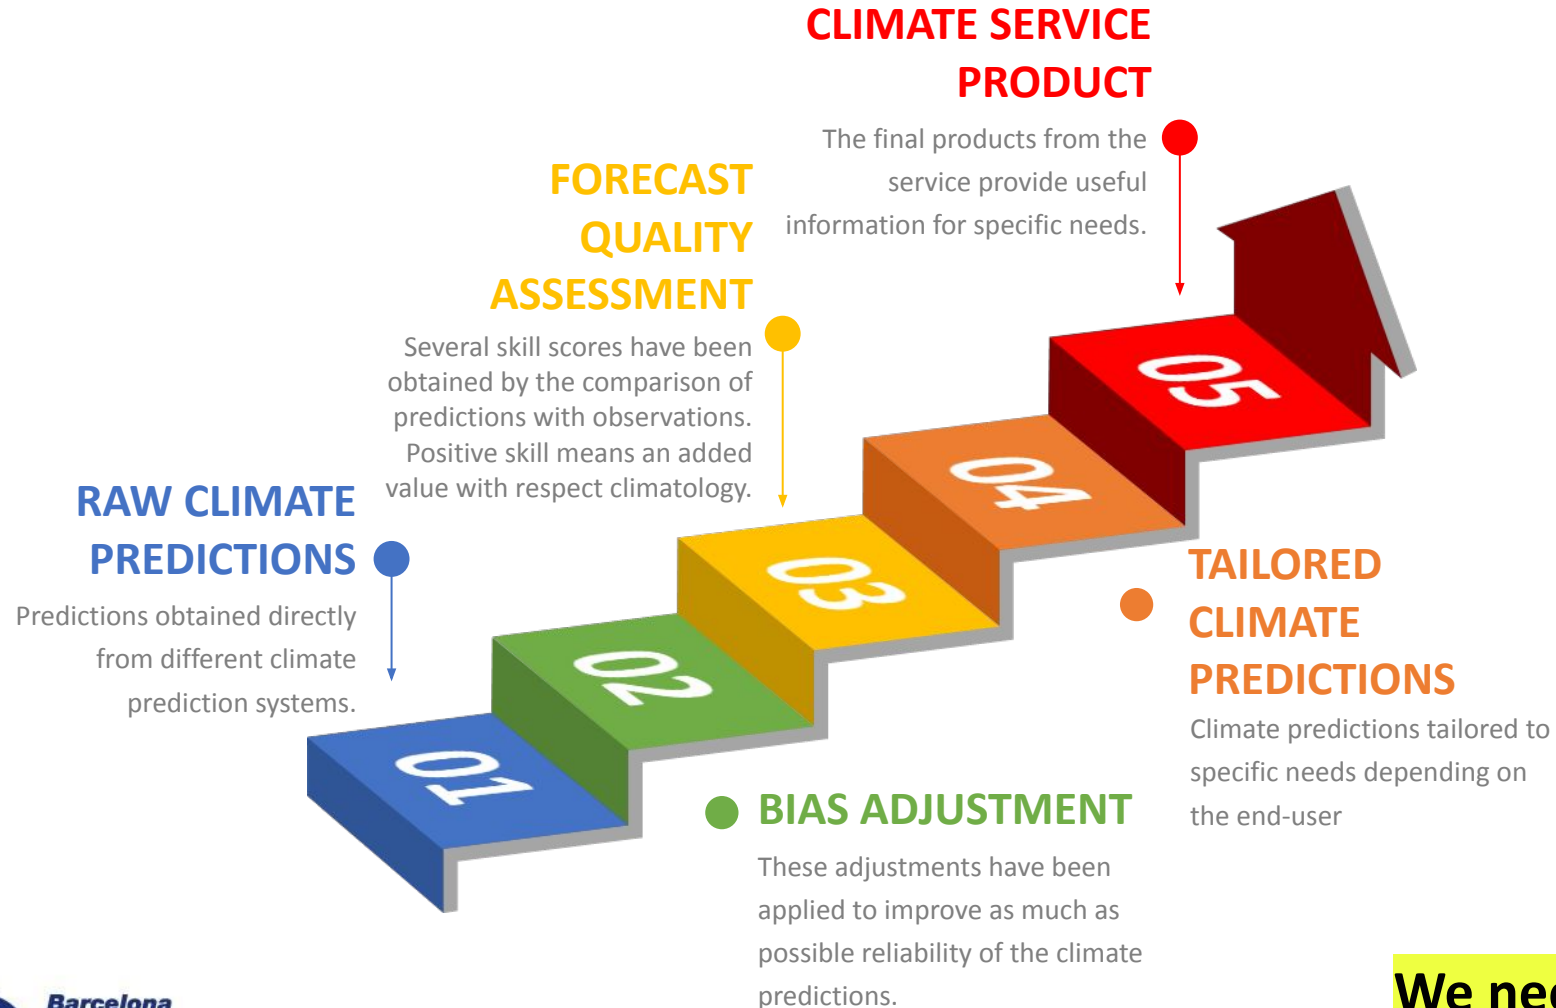 CLIMATE SERVICE
PRODUCT
The final products from the
service provide useful
information for specific needs.
FORECAST
QUALITY
ASSESSMENT
Several skill scores have been
obtained by the comparison of
predictions with observations.
Positive skill means an added
value with respect climatology.
RAW CLIMATE
PREDICTIONS
Predictions obtained directly
from different climate
prediction systems.
05
04
03
02
01
TAILORED
CLIMATE
PREDICTIONS
Climate predictions tailored to
specific needs depending on
the end-user
BIAS ADJUSTMENT
These adjustments have been
applied to improve as much as
possible reliability of the climate
predictions.
Barcelona
We nee